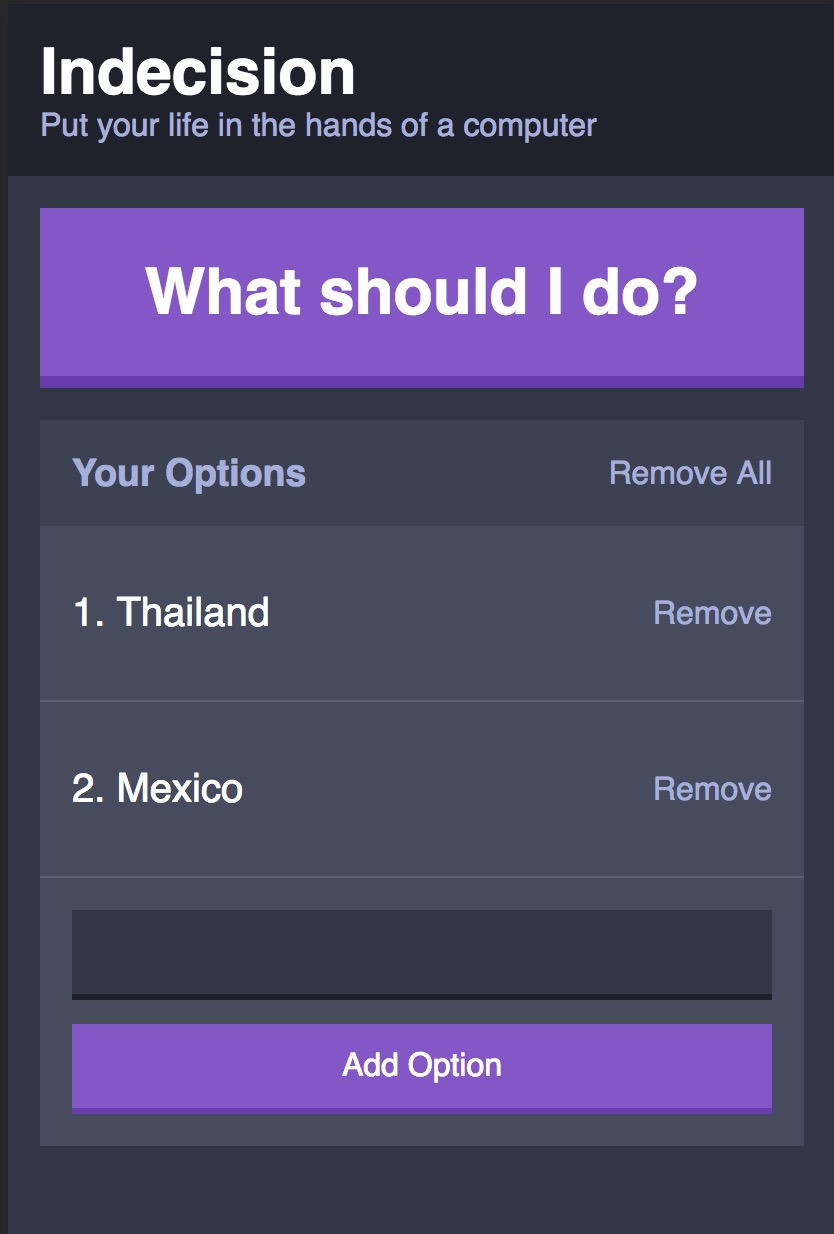 Indecision
Put your life in the hands of a computer
What should I do?
Your Options Remove All
1. Thailand Remove
2. Mexico Remove
Add Option